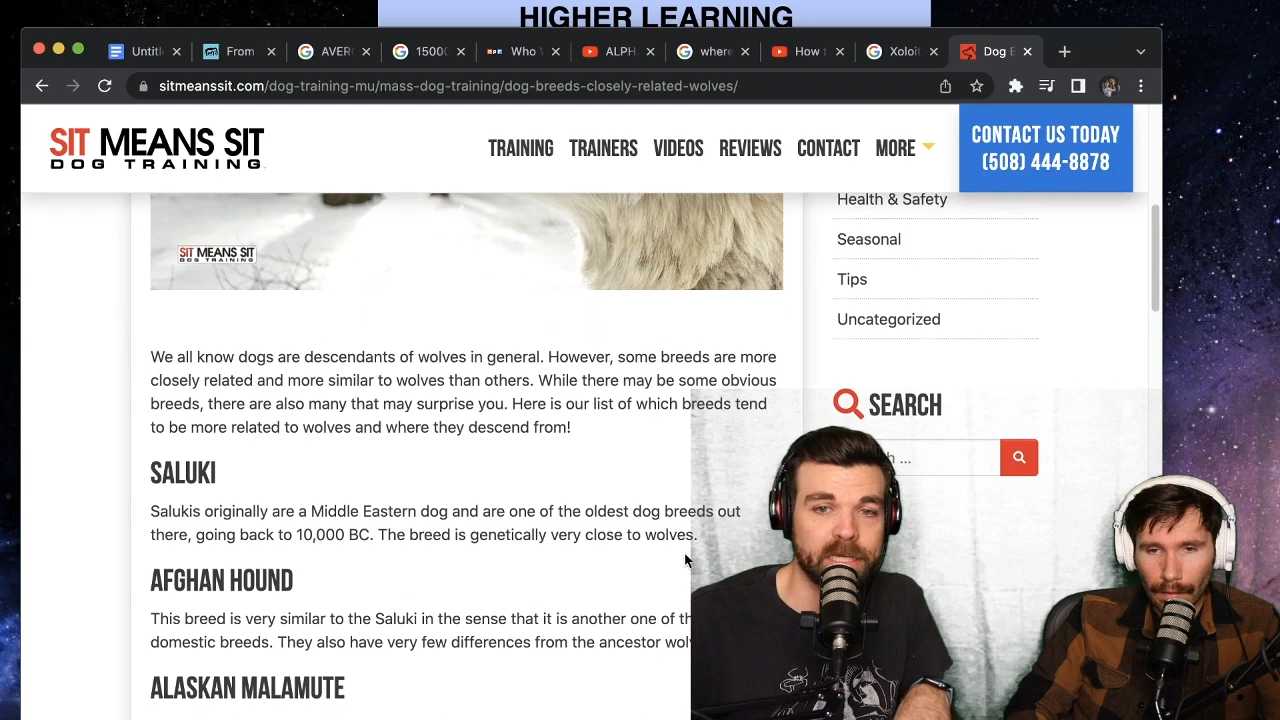 HIGHER LEARNING
Untitl
From
AVER
1500
Who
ALPH
where
How t
Xoloit
Dog B
sitmeanssit.com/dog-training-mu/mass-dog-training/dog-breeds-closely-related-wolves/
SIT MEANS SIT
DOG TRAINING
TRAINING TRAINERS VIDEOS REVIEWS CONTACT MORE
CONTACT US TODAY
(508) 444-8878
SIT MEANS SIT
DOG TRAINING
Health & Safety
Seasonal
Tips
Uncategorized
We all know dogs are descendants of wolves in general. However, some breeds are more
closely related and more similar to wolves than others. While there may be some obvious
breeds, there are also many that may surprise you. Here is our list of which breeds tend
to be more related to wolves and where they descend from!
SEARCH
h ...
SALUKI
Salukis originally are a Middle Eastern dog and are one of the oldest dog breeds out
there, going back to 10,000 BC. The breed is genetically very close to wolves.
AFGHAN HOUND
This breed is very similar to the Saluki in the sense that it is another one of th
domestic breeds. They also have very few differences from the ancestor wol
ALASKAN MALAMUTE